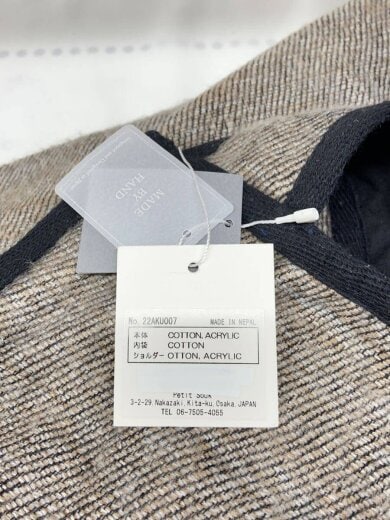 MADE
BY
HAND
No. 22AKU007 MADE IN NEPAL
本体 COTTON, ACRYLIC
内袋 COTTON
ショルダー OTTON, ACRYLIC
Petit Souk
3-2-29, Nakazaki, Kita-ku, Osaka, JAPAN
TEL 06-7505-4055